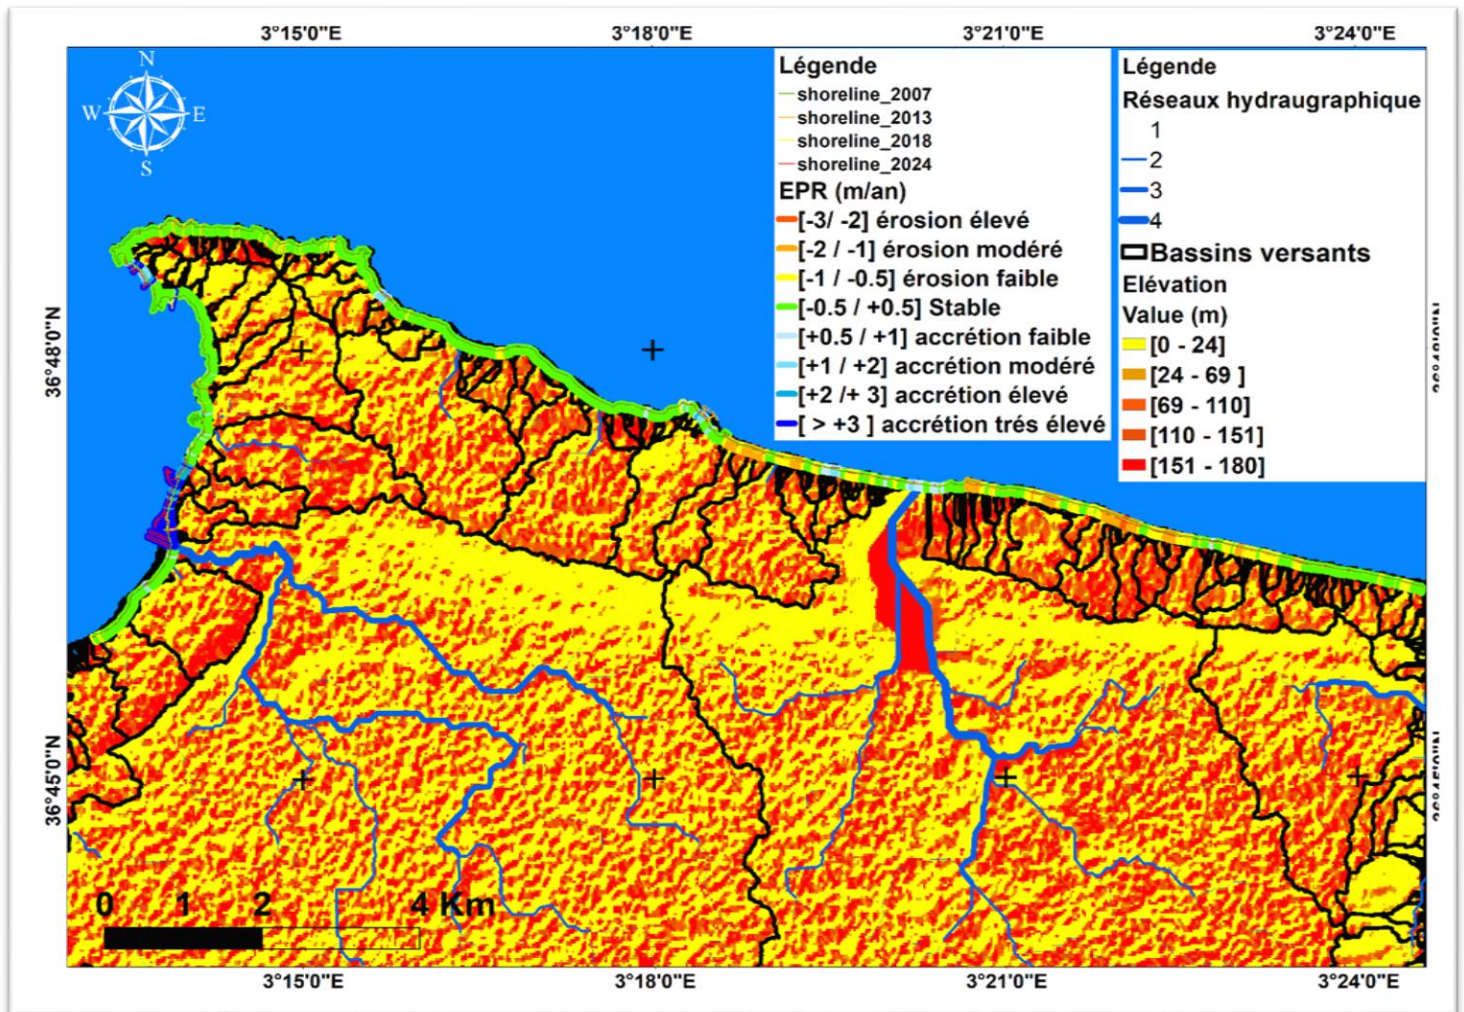 3°15'0"E 3°18'0"E 3°21'0"E 3°24'0"E
N
W E
S
Légende
shoreline_2007
shoreline_2013
shoreline_2018
shoreline_2024
EPR (m/an)
[-3/ -2] érosion élevé
[-2 / -1] érosion modéré
[-1 / -0.5] érosion faible
[-0.5 / +0.5] Stable
[+0.5 / +1] accrétion faible
[+1 / +2] accrétion modéré
[+2 /+ 3] accrétion élevé
[ > +3 ] accrétion trés élevé
Légende
Réseaux hydraugraphique
1
2
3
4
Bassins versants
Elévation
Value (m)
[0 - 24]
[24 - 69 ]
[69 - 110]
[110 - 151]
[151 - 180]
36°48'0"N
36°45'0"N
0 1 2 4 Km
3°15'0"E 3°18'0"E 3°21'0"E 3°24'0"E